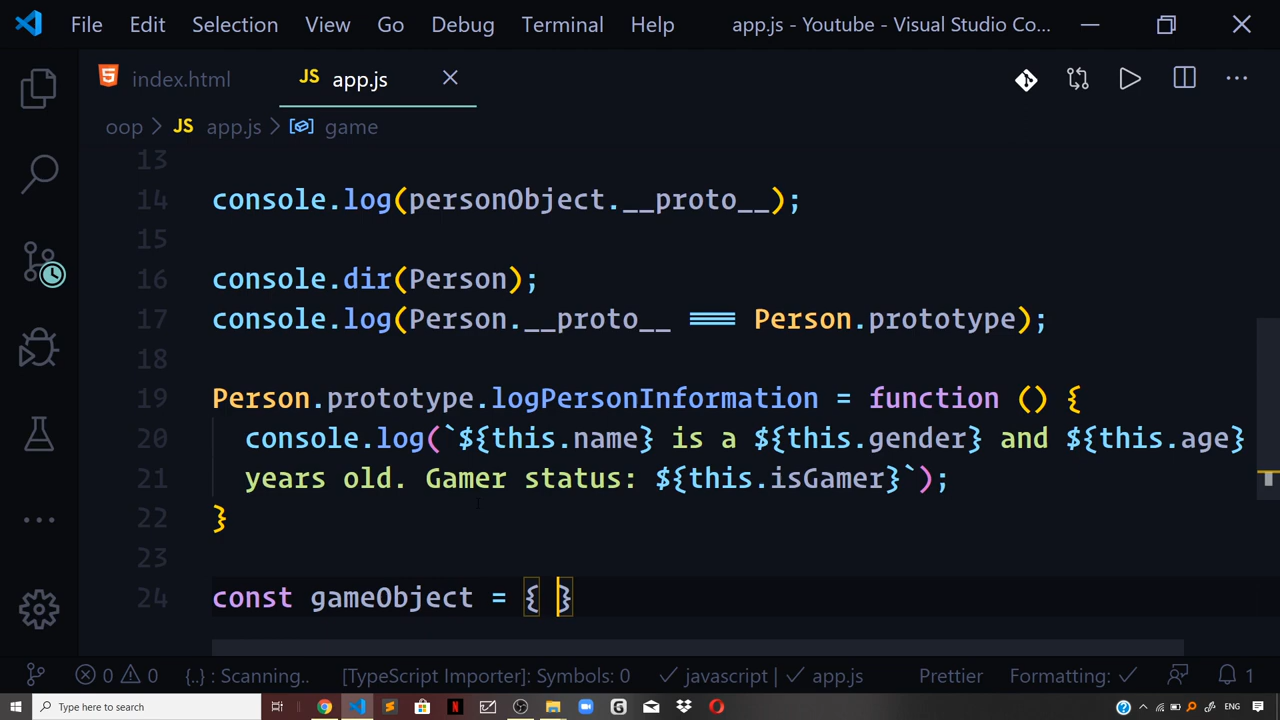 File Edit Selection View Go Debug Terminal Help app.js - Youtube - Visual Studio Co...
index.html JS app.js
oop > JS app.js > game
13
14 console.log(personObject.__proto__);
15
16 console.dir(Person);
17 console.log(Person.__proto__ === Person.prototype);
18
19 Person.prototype.logPersonInformation = function () {
20 console.log(`${this.name} is a ${this.gender} and ${this.age}
21 years old. Gamer status: ${this.isGamer}`);
22 }
23
24 const gameObject = { }
0 0 {..} : Scanning.. [TypeScript Importer]: Symbols: 0 javascript | app.js Prettier Formatting: 1
Type here to search ENG